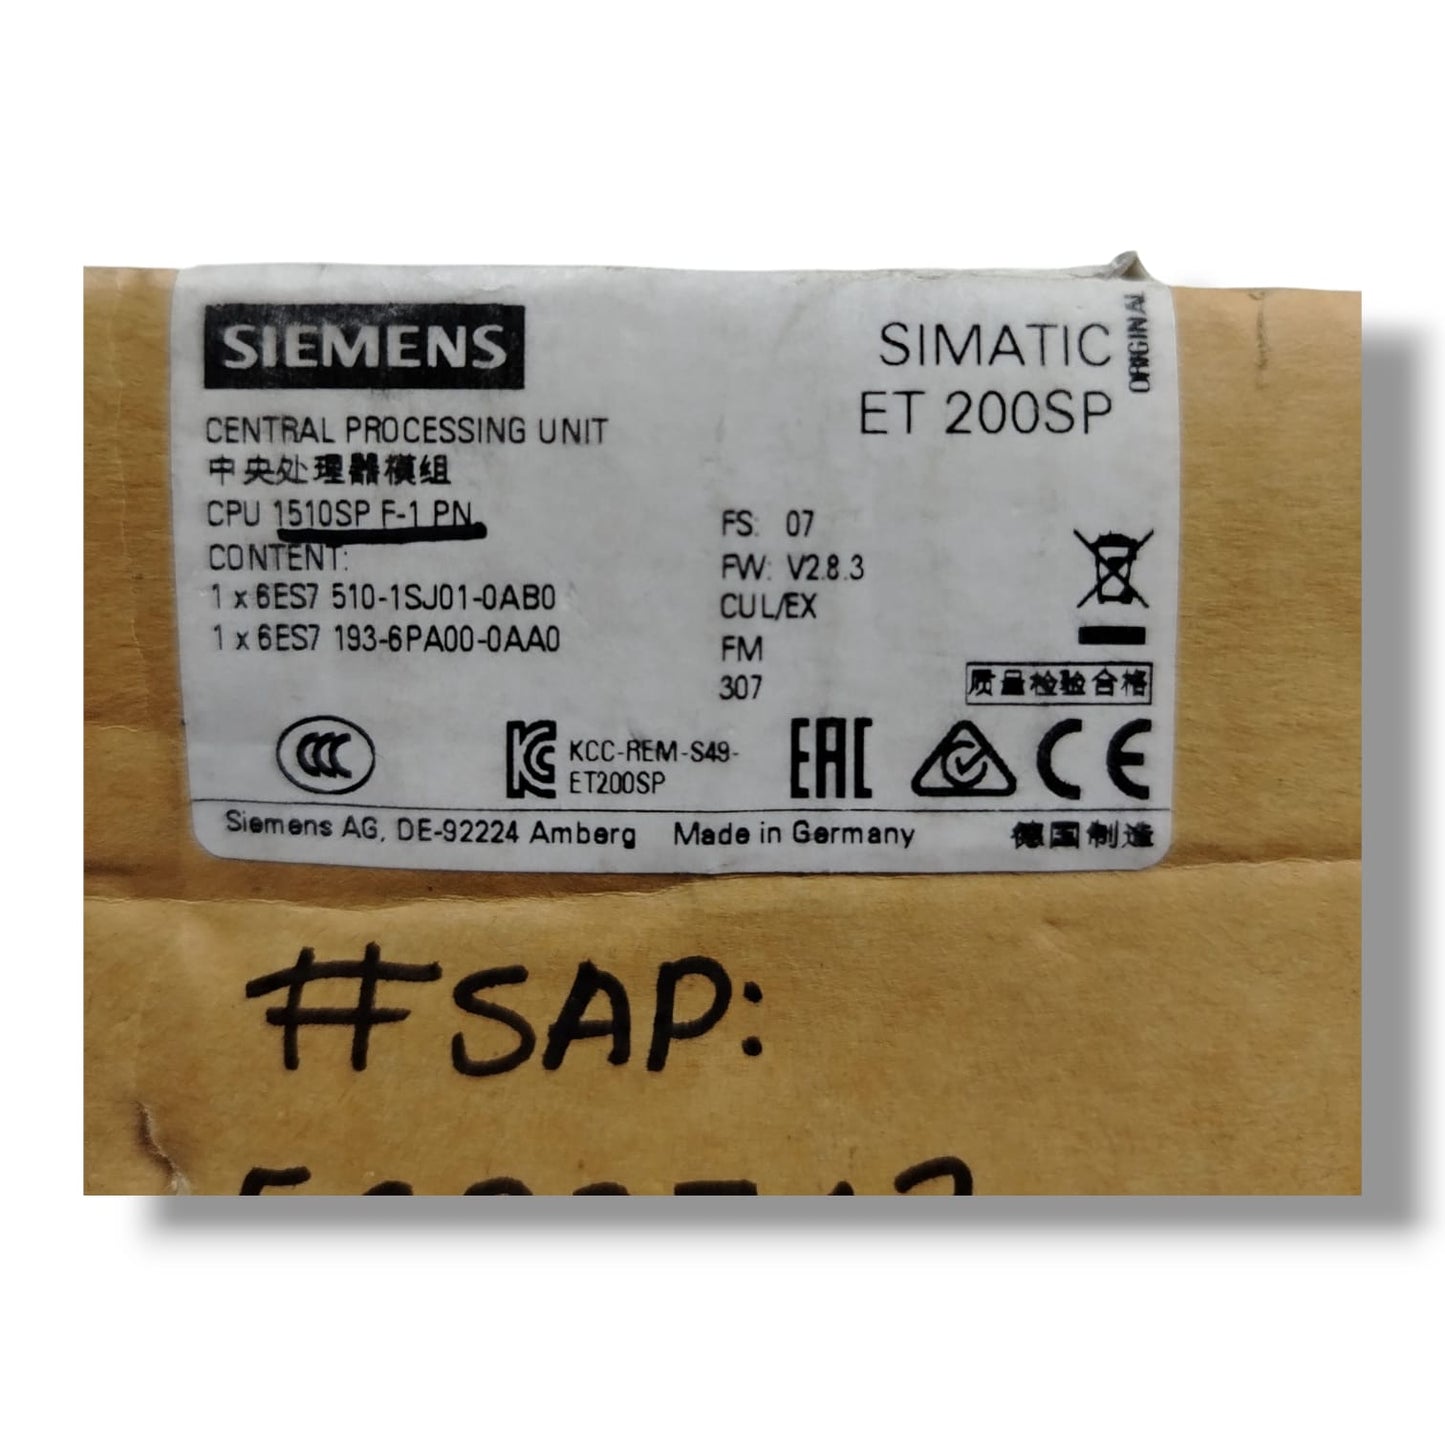 SIEMENS
SIMATIC
ET 200SP
ORIGINAL
CENTRAL PROCESSING UNIT
中央处理器模组
CPU 1510SP F-1 PN
CONTENT:
1 x 6ES7 510-1SJ01-0AB0
1 x 6ES7 193-6PA00-0AA0
FS: 07
FW: V2.8.3
CUL/EX
FM
307
质量检验合格
CCC
KC
KCC-REM-S49-
ET200SP
EAC
CE
Siemens AG, DE-92224 Amberg Made in Germany 德国制造
#SAP: